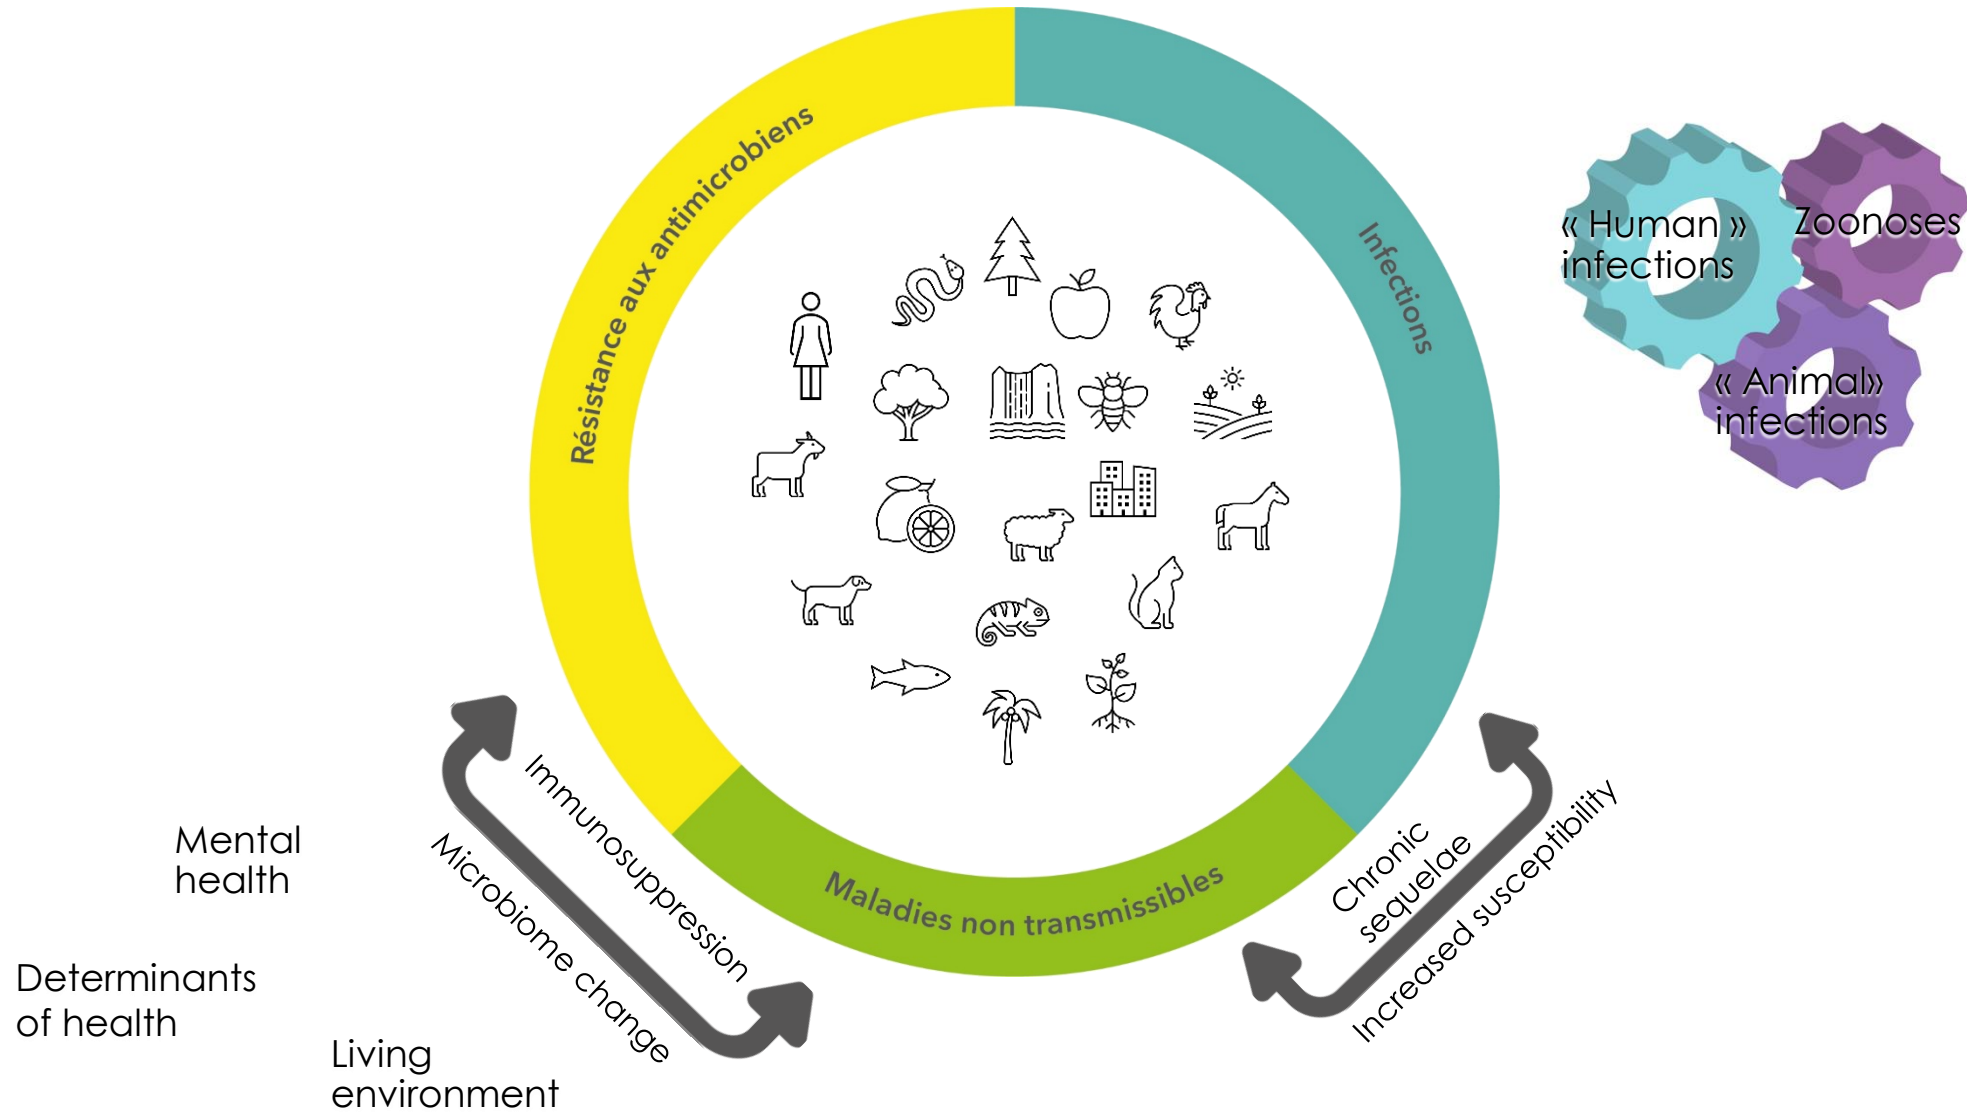 Résistance aux antimicrobiens
Infections
Maladies non transmissibles
« Human »
infections
Zoonoses
« Animal»
infections
Immunosuppression
Microbiome change
Chronic
sequelae
Increased susceptibility
Mental
health
Determinants
of health
Living
environment